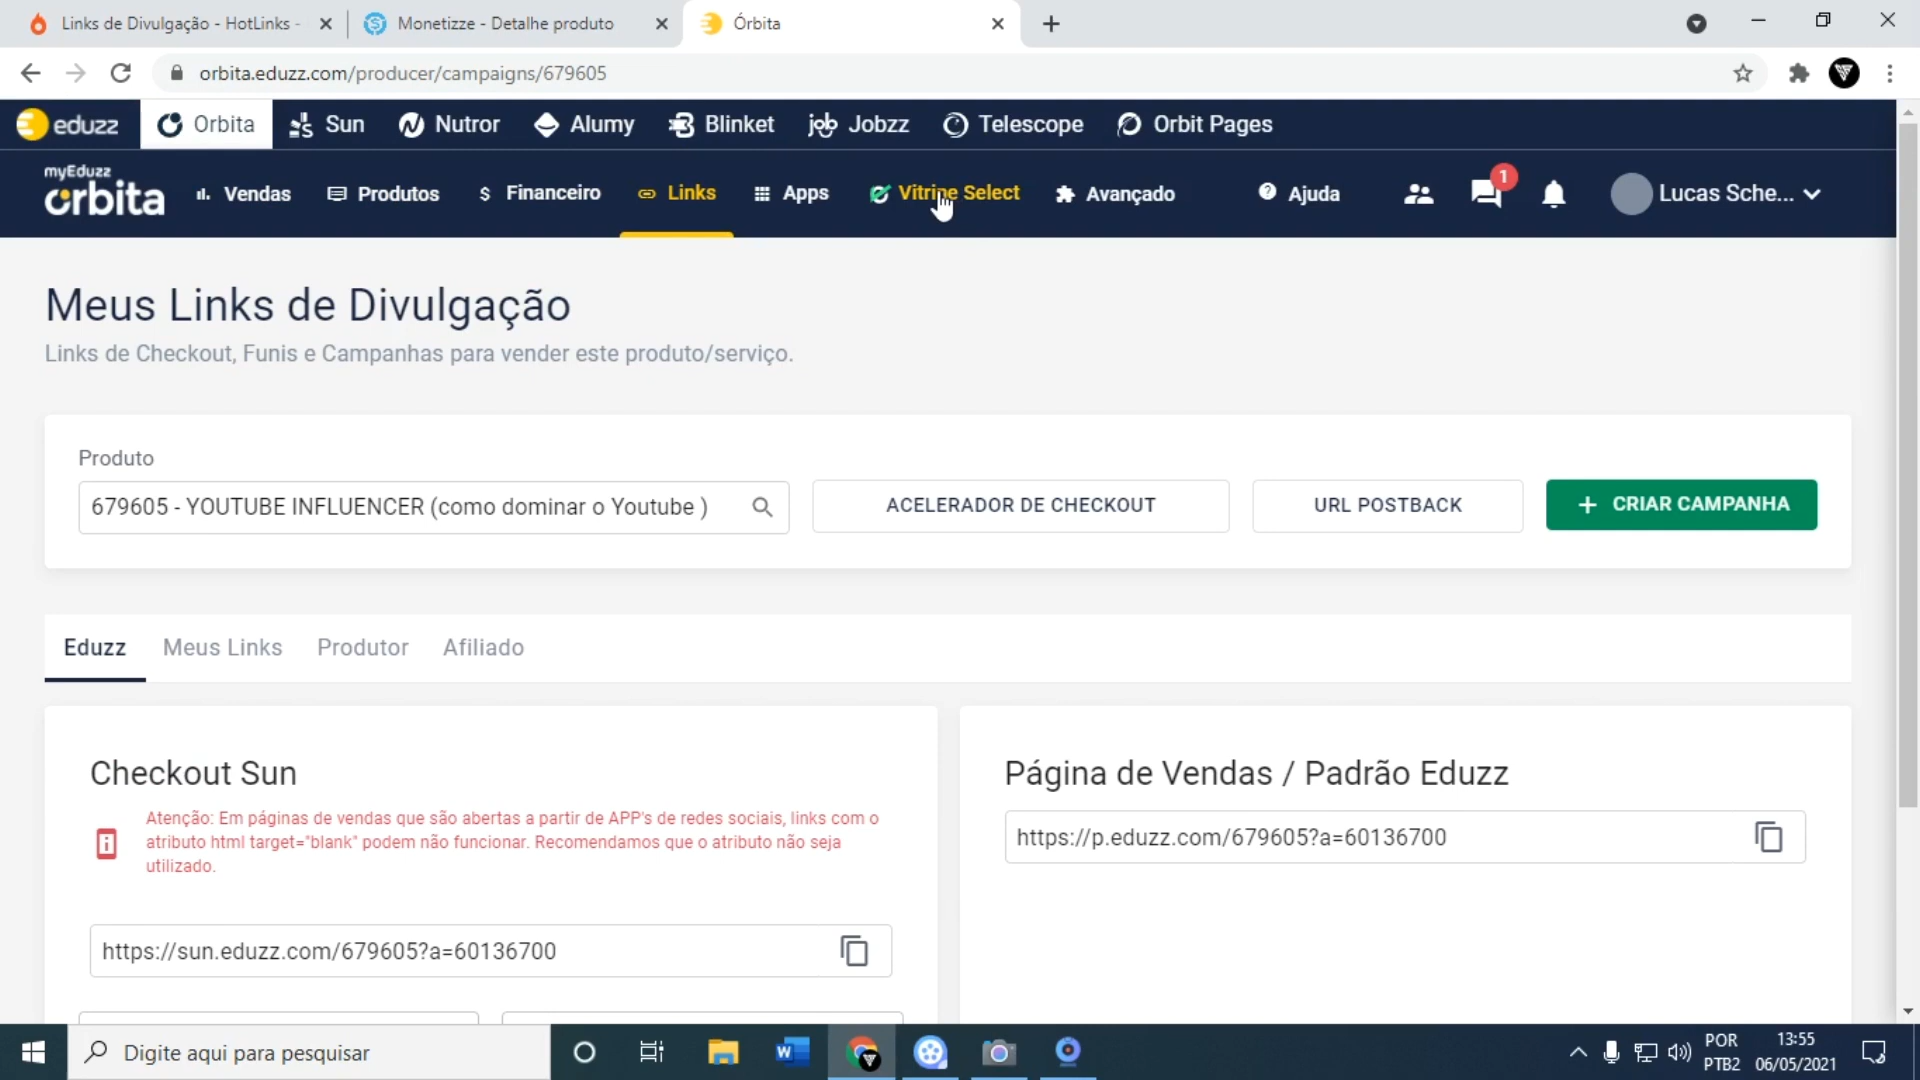 Links de Divulgação - HotLinks -
Monetizze - Detalhe produto
Órbita
orbita.eduzz.com/producer/campaigns/679605
eduzz
Orbita
Sun
Nutror
Alumy
Blinket
job Jobzz
Telescope
Orbit Pages
myEduzz
orbita
Vendas
Produtos
$ Financeiro
Links
Apps
Vitrine Select
Avançado
Ajuda
1
Lucas Sche...
Meus Links de Divulgação
Links de Checkout, Funis e Campanhas para vender este produto/serviço.
Produto
679605 - YOUTUBE INFLUENCER (como dominar o Youtube )
ACELERADOR DE CHECKOUT
URL POSTBACK
+ CRIAR CAMPANHA
Eduzz
Meus Links
Produtor
Afiliado
Checkout Sun
Atenção: Em páginas de vendas que são abertas a partir de APP's de redes sociais, links com o
atributo html target="blank" podem não funcionar. Recomendamos que o atributo não seja
utilizado.
https://sun.eduzz.com/679605?a=60136700
Página de Vendas / Padrão Eduzz
https://p.eduzz.com/679605?a=60136700
Digite aqui para pesquisar
POR
PTB2
13:55
06/05/2021